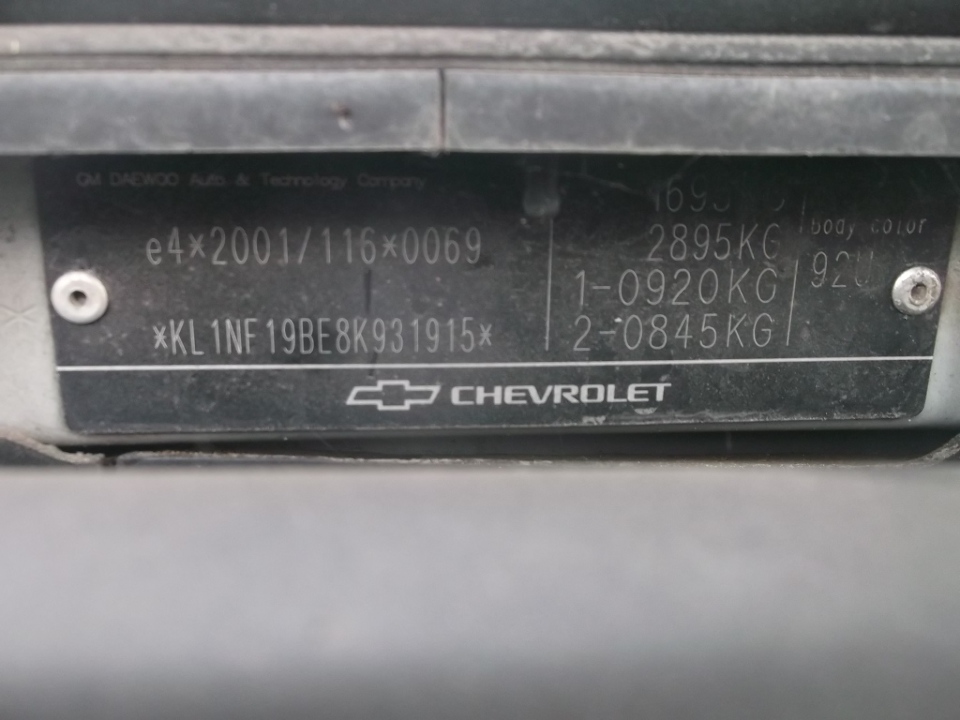 GM DAEWOO Auto & Technology Company
e4*2001/116*0069
*KL1NF19BE8K931915*
2895KG
1-0920KG
2-0845KG
body color
92U
CHEVROLET